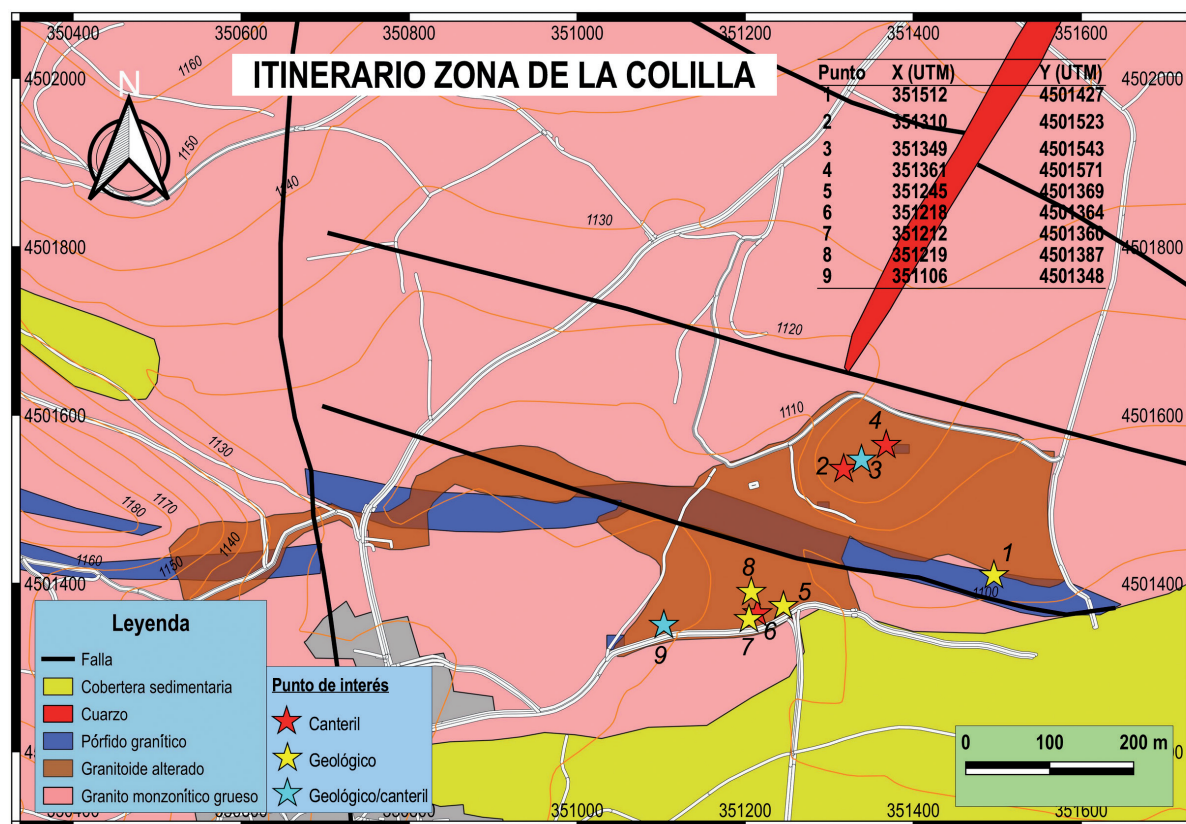 350400 350600 350800 351000 351200 351400 351600
4502000 4502000
ITINERARIO ZONA DE LA COLILLA
N
Punto X (UTM) Y (UTM)
1 351512 4501427
2 351310 4501523
3 351349 4501543
4 351361 4501571
5 351245 4501369
6 351218 4501364
7 351212 4501360
8 351219 4501387
9 351106 4501348
1160
1150
1140
1130
4501800 4501800
1120
1110
4501600 4501600
4
2 3
1130
1180 1170
1160 1150 1140
1
1100
4501400 4501400
8 5
9 7 6
Leyenda
Falla
Cobertera sedimentaria
Cuarzo
Pórfido granítico
Granitoide alterado
Granito monzonítico grueso
Punto de interés
Canteril
Geológico
Geológico/canteril
0 100 200 m
351000 351200 351400 351600